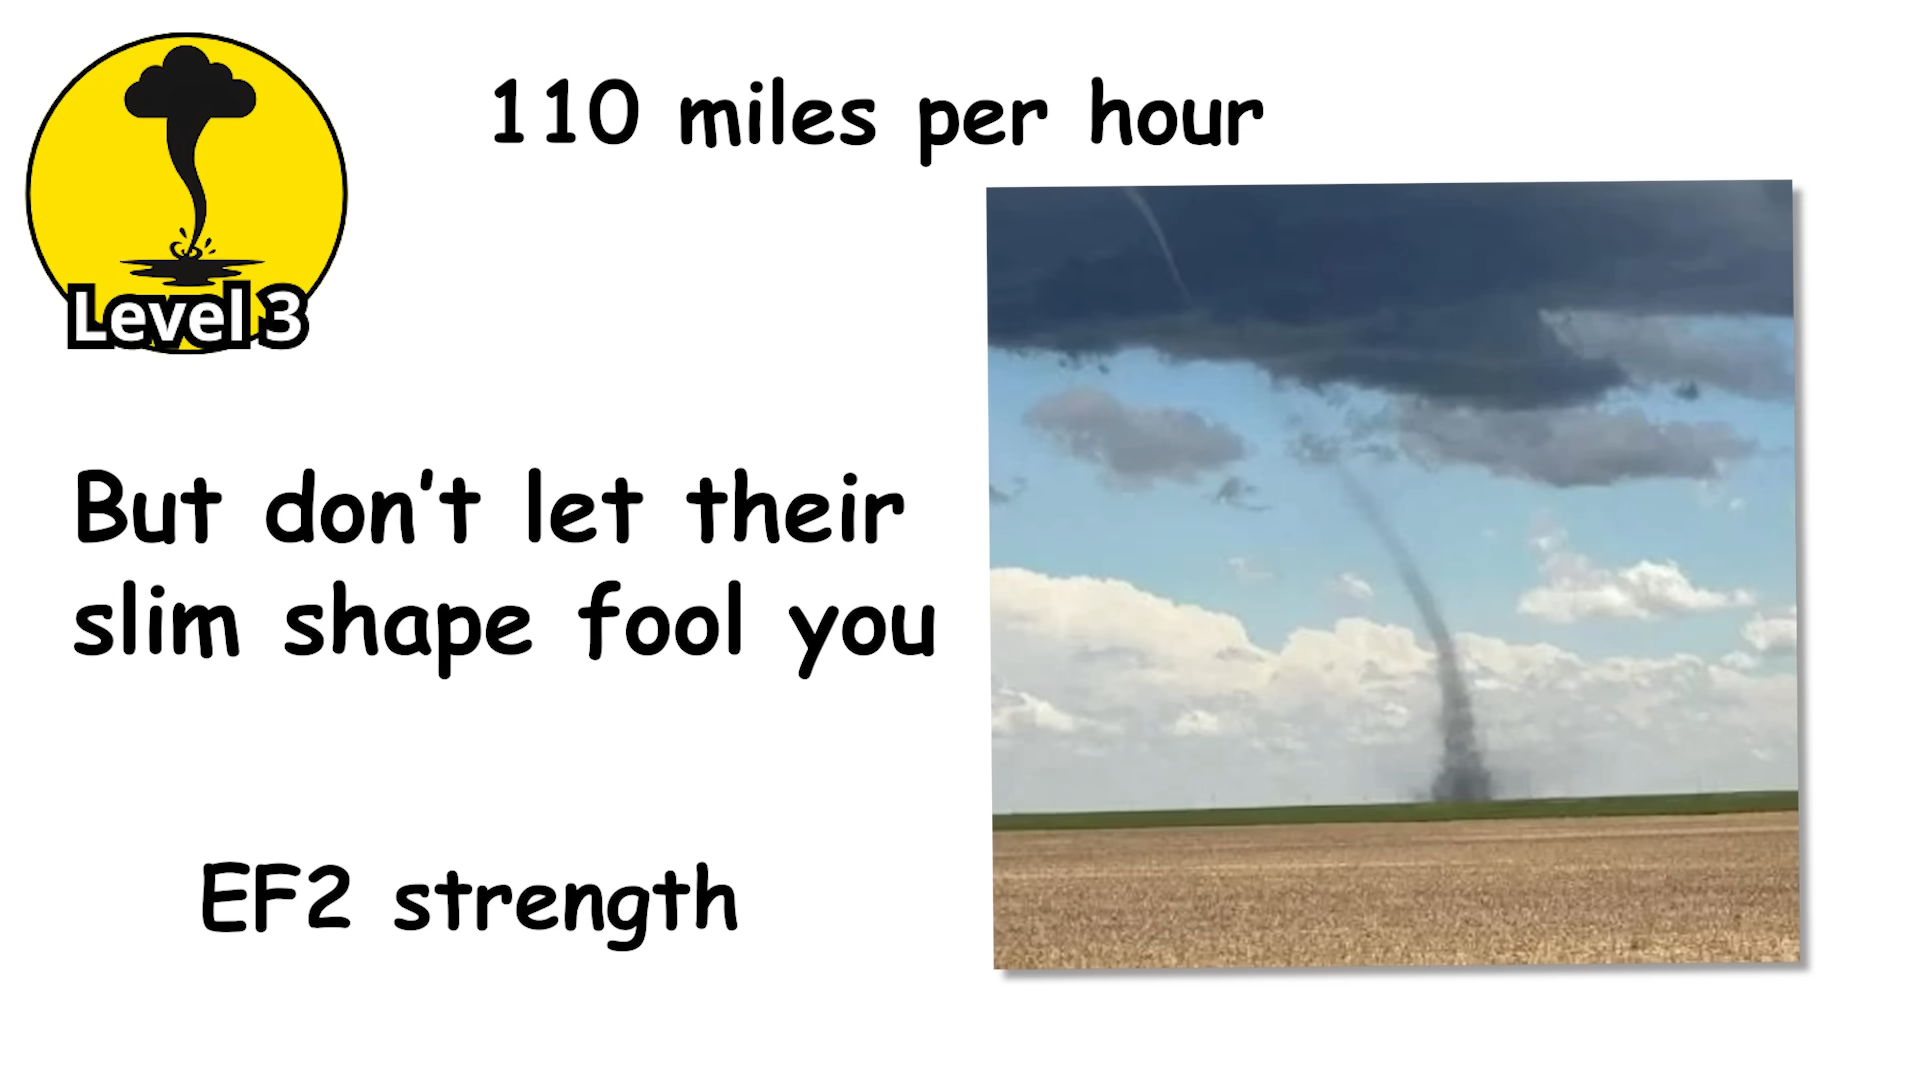 110 miles per hour
Level 3
But don't let their
slim shape fool you
EF2 strength